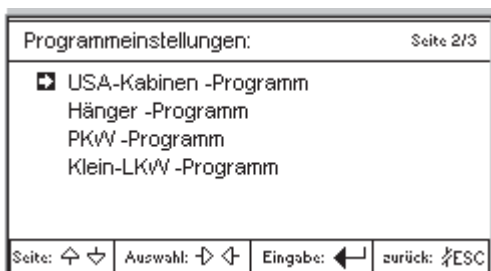 Programmeinstellungen: Seite 2/3
USA-Kabinen -Programm
Hänger -Programm
PKW -Programm
Klein-LKW -Programm
Seite: Auswahl: Eingabe: zurück: ESC